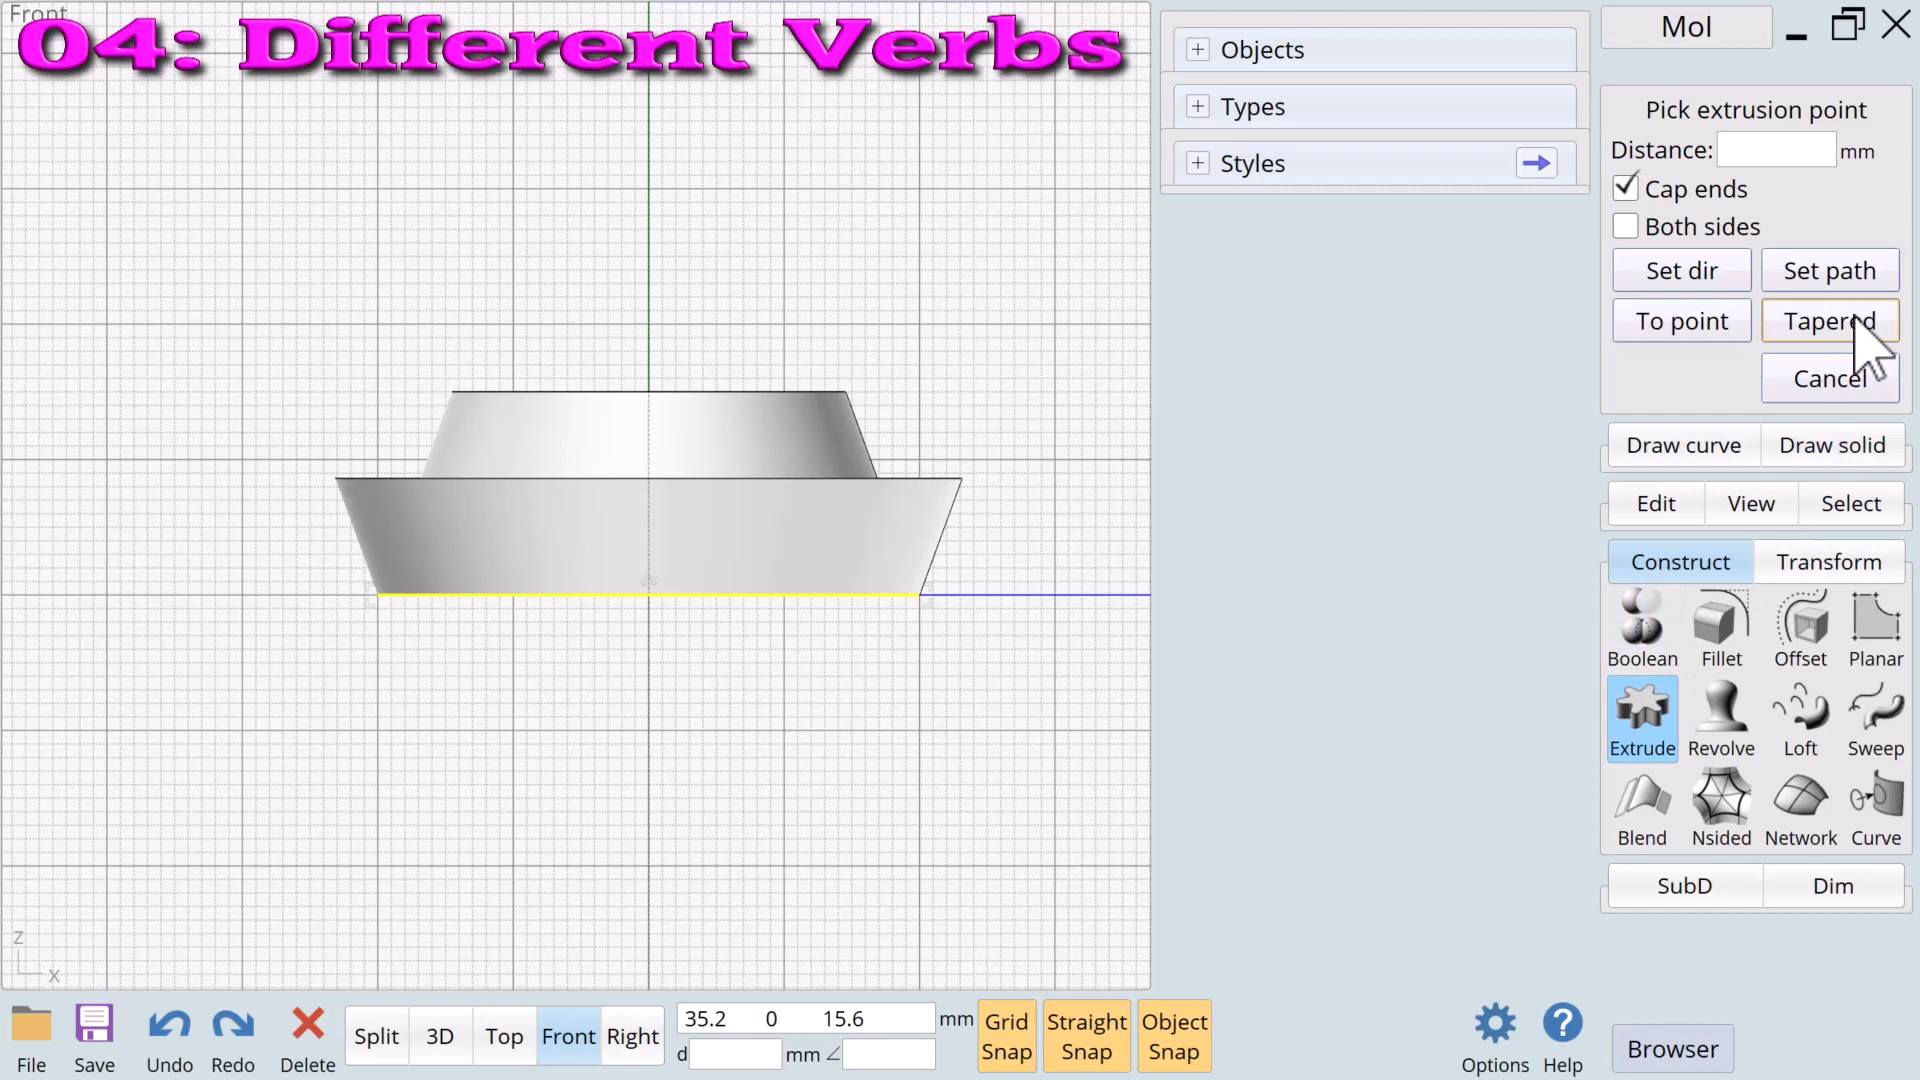 Front
04: Different Verbs
Objects
Types
Styles
MoI
Pick extrusion point
Distance: mm
Cap ends
Both sides
Set dir Set path
To point Tapered
Cancel
Draw curve Draw solid
Edit View Select
Construct Transform
Boolean Fillet Offset Planar
Extrude Revolve Loft Sweep
Blend Nsided Network Curve
SubD Dim
z
x
File Save Undo Redo Delete
Split 3D Top Front Right
35.2 0 15.6 mm
d mm
Grid Snap
Straight Snap
Object Snap
Options Help
Browser